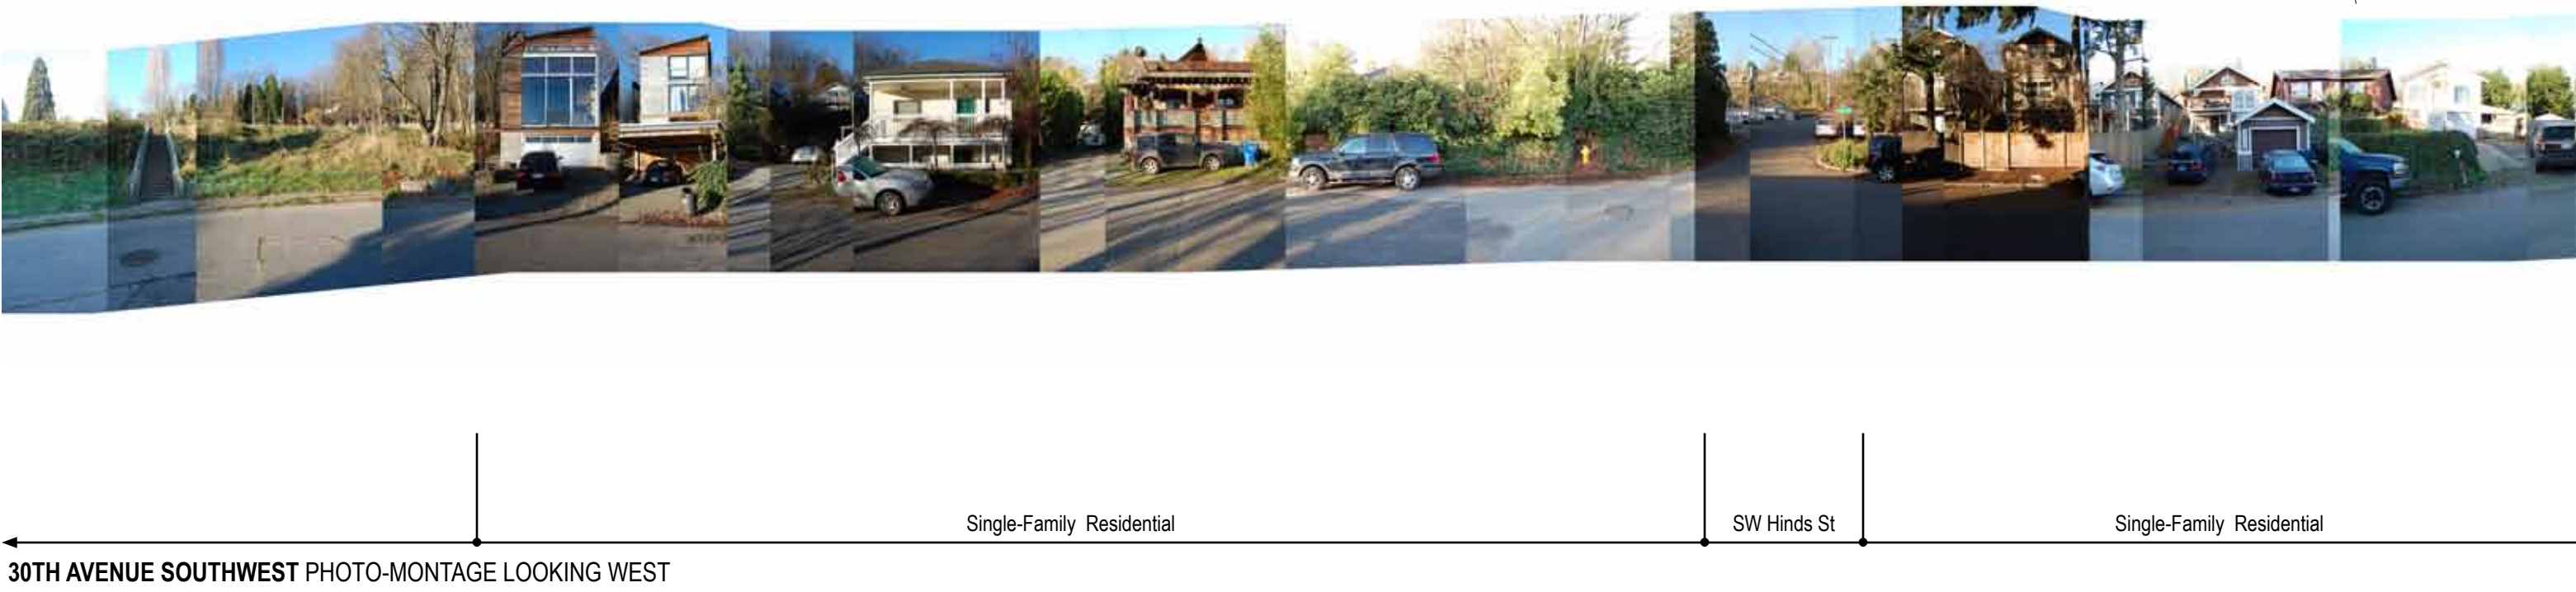 Single-Family Residential
SW Hinds St
Single-Family Residential
30TH AVENUE SOUTHWEST PHOTO-MONTAGE LOOKING WEST